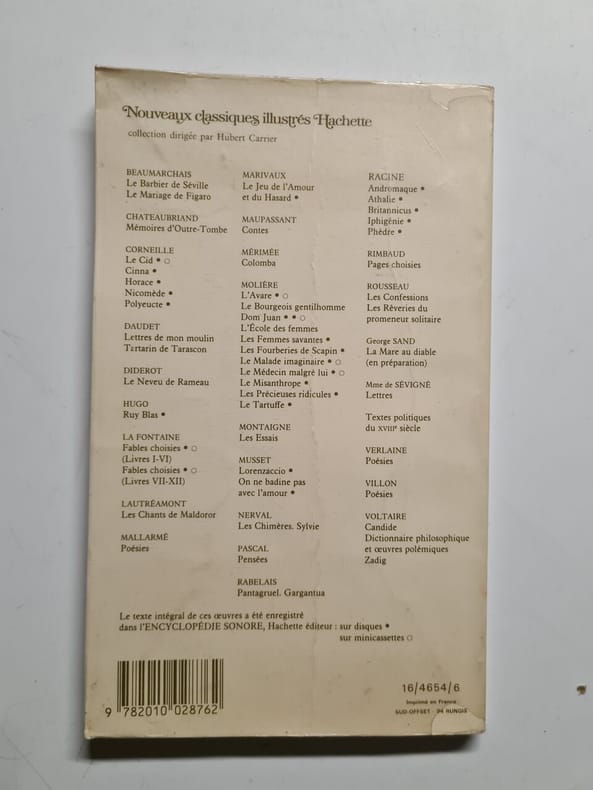 Nouveaux classiques illustrés Hachette
collection dirigée par Hubert Carrier
BEAUMARCHAIS
Le Barbier de Séville
Le Mariage de Figaro
CHATEAUBRIAND
Mémoires d'Outre-Tombe
CORNEILLE
Le Cid • ○
Cinna •
Horace •
Nicomède •
Polyeucte •
DAUDET
Lettres de mon moulin
Tartarin de Tarascon
DIDEROT
Le Neveu de Rameau
HUGO
Ruy Blas •
LA FONTAINE
Fables choisies • ○
(Livres I-VI)
Fables choisies • ○
(Livres VII-XII)
LAUTRÉAMONT
Les Chants de Maldoror
MALLARMÉ
Poésies
MARIVAUX
Le Jeu de l'Amour
et du Hasard •
MAUPASSANT
Contes
MÉRIMÉE
Colomba
MOLIÈRE
L'Avare • ○
Le Bourgeois gentilhomme
Dom Juan • • ○
L'École des femmes
Les Femmes savantes •
Les Fourberies de Scapin •
Le Malade imaginaire • ○
Le Médecin malgré lui • ○
Le Misanthrope •
Les Précieuses ridicules •
Le Tartuffe •
MONTAIGNE
Les Essais
MUSSET
Lorenzaccio •
On ne badine pas
avec l'amour •
NERVAL
Les Chimères. Sylvie
PASCAL
Pensées
RABELAIS
Pantagruel. Gargantua
RACINE
Andromaque •
Athalie •
Britannicus •
Iphigénie •
Phèdre •
RIMBAUD
Pages choisies
ROUSSEAU
Les Confessions
Les Rêveries du
promeneur solitaire
George SAND
La Mare au diable
(en préparation)
Mme de SÉVIGNÉ
Lettres
Textes politiques
du XVIIIe siècle
VERLAINE
Poésies
VILLON
Poésies
VOLTAIRE
Candide
Dictionnaire philosophique
et œuvres polémiques
Zadig
Le texte intégral de ces œuvres a été enregistré
dans l'ENCYCLOPÉDIE SONORE, Hachette éditeur : sur disques •
sur minicassettes ○
9 782010 028762
16/4654/6
Imprimé en France
SUD-OFFSET - 94 RUNGIS